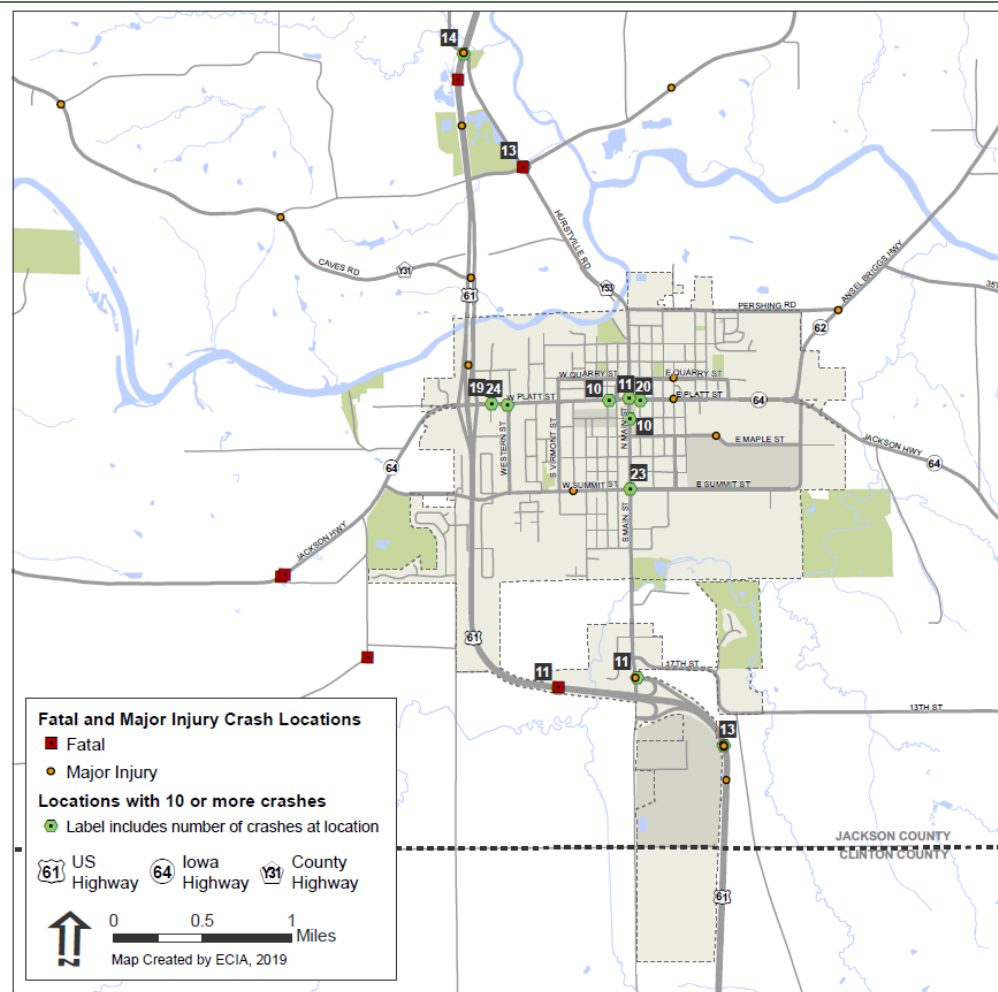 14
13
HURSTVILLE RD
CAVES RD
Y31
61
Y53
ANSEL BRIGGS HWY
35T
PERSHING RD
62
W QUARRY ST
E QUARRY ST
19
24
W PLATT ST
10
11
20
E PLATT ST
64
10
N MAIN ST
WESTERN ST
S VIRMONT ST
E MAPLE ST
JACKSON HWY
64
64
23
W SUMMIT ST
E SUMMIT ST
S MAIN ST
JACKSON HWY
61
11
11
17TH ST
13TH ST
13
JACKSON COUNTY
CLINTON COUNTY
61
Fatal and Major Injury Crash Locations
Fatal
Major Injury
Locations with 10 or more crashes
Label includes number of crashes at location
61 US Highway
64 Iowa Highway
Y31 County Highway
N
0 0.5 1
Miles
Map Created by ECIA, 2019